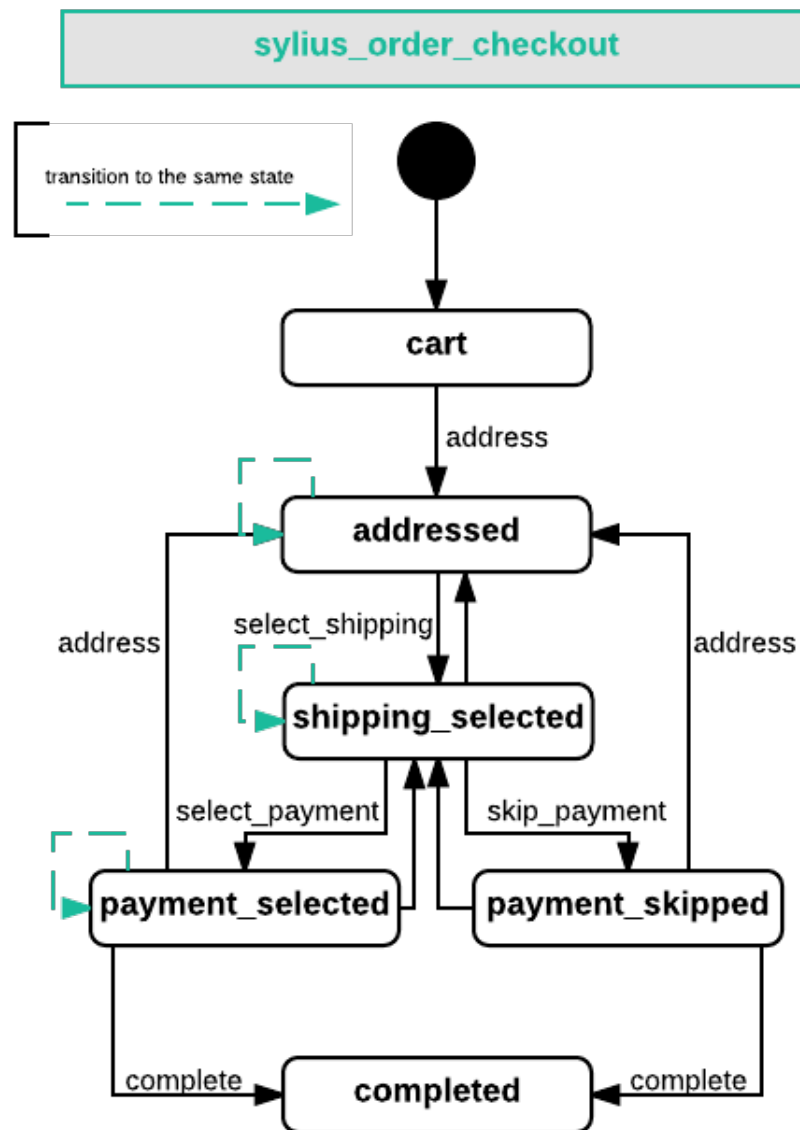 sylius_order_checkout
transition to the same state
cart
address
addressed
select_shipping
address
address
shipping_selected
select_payment
skip_payment
payment_selected
payment_skipped
complete
complete
completed